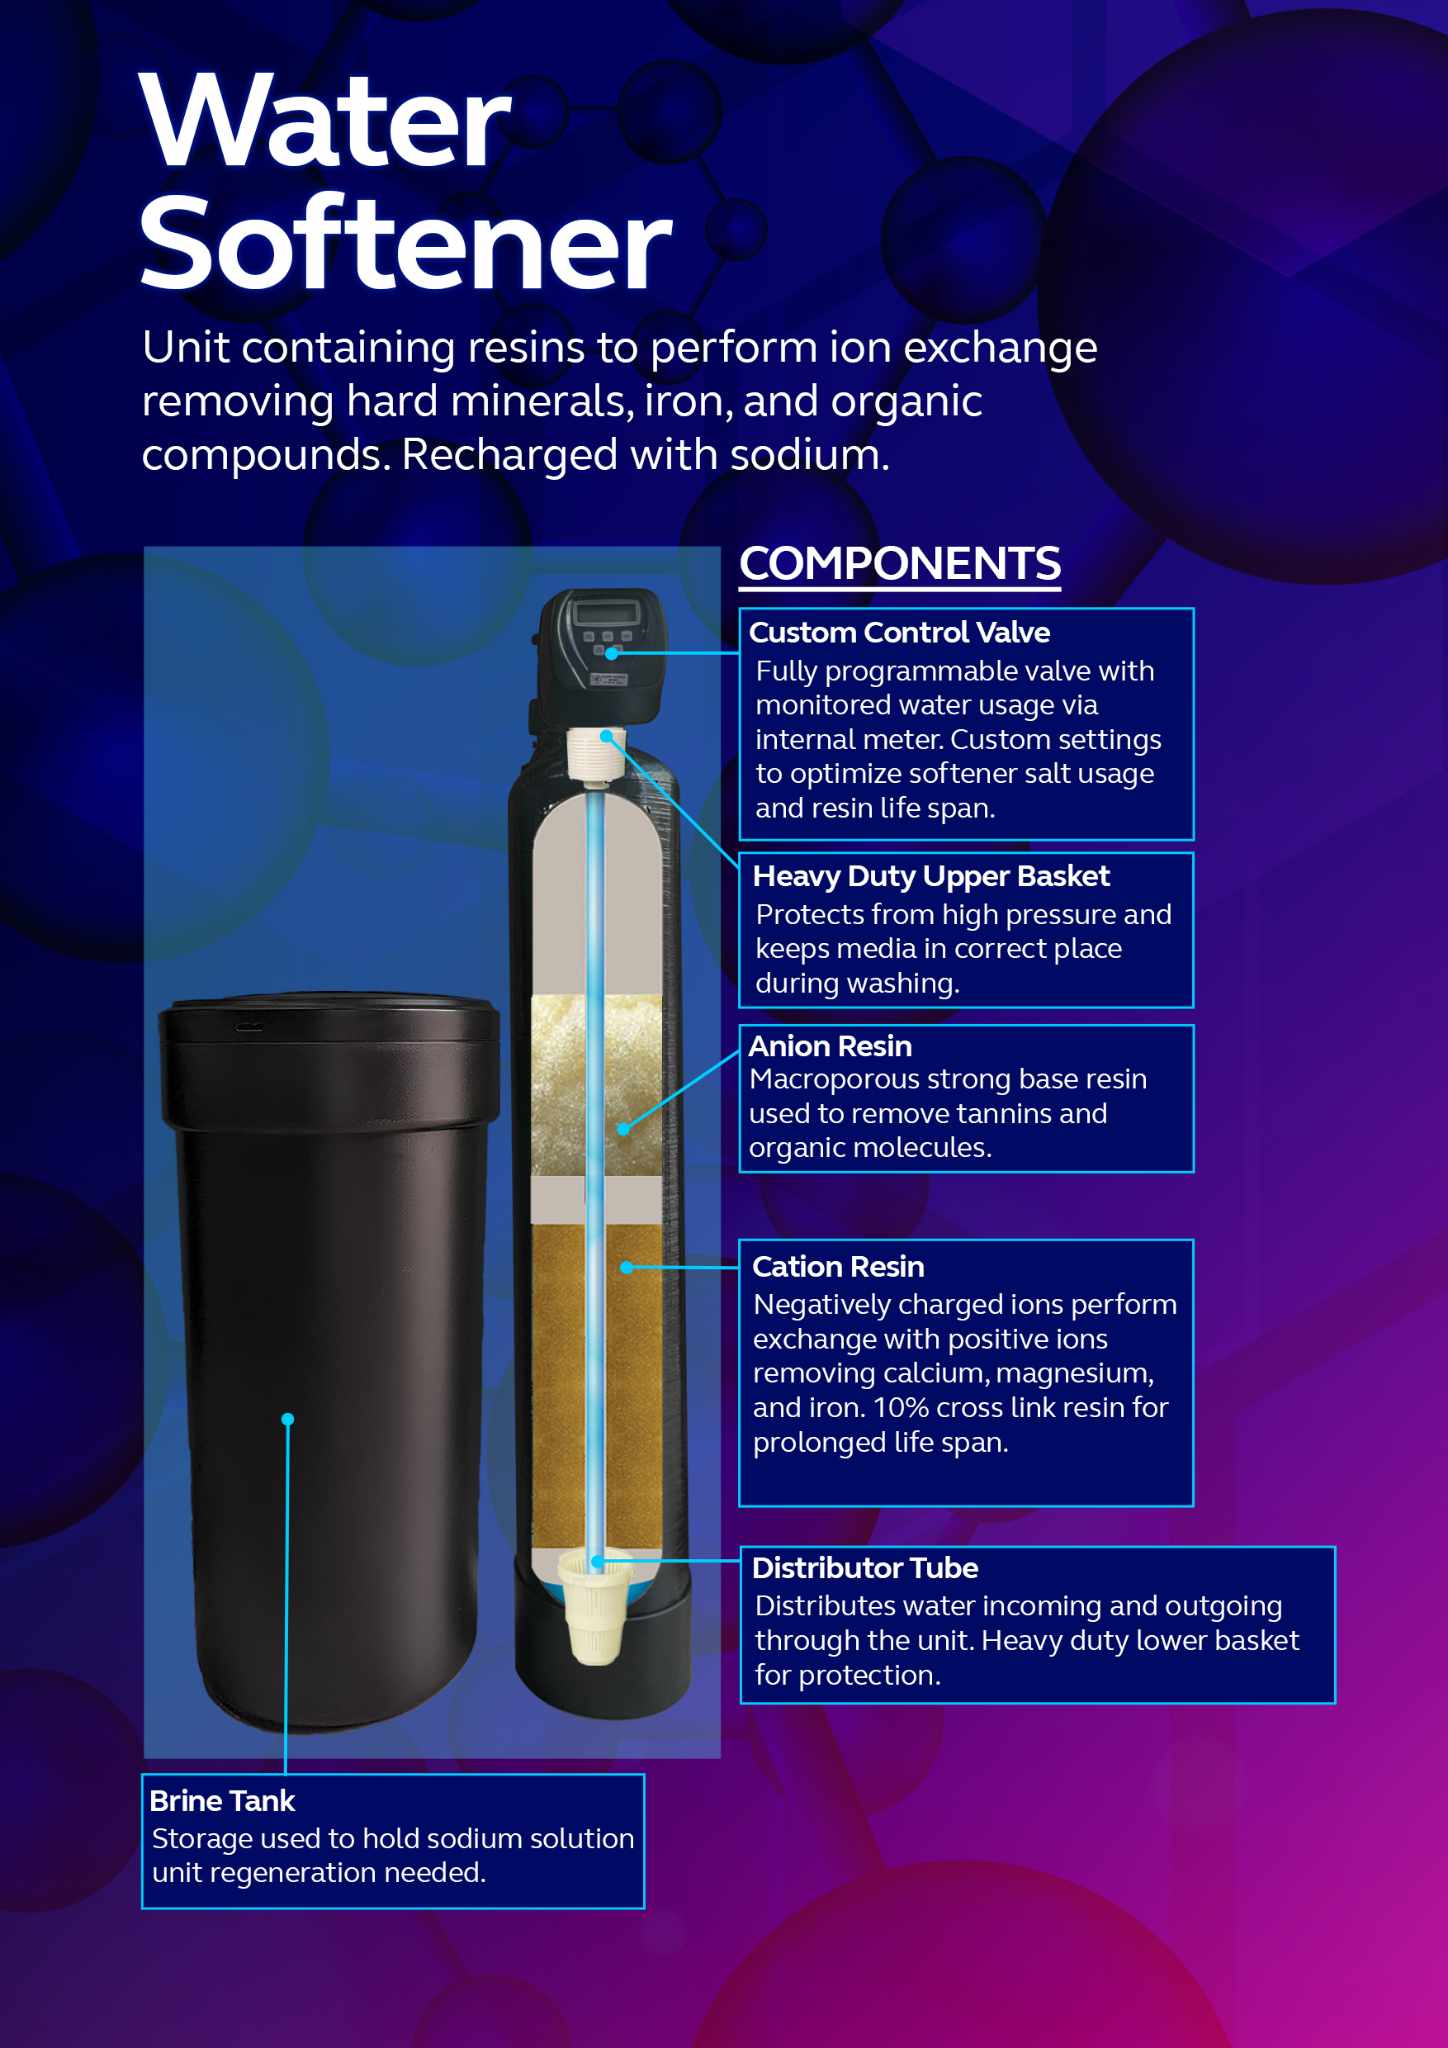 Water
Softener
Unit containing resins to perform ion exchange
removing hard minerals, iron, and organic
compounds. Recharged with sodium.
COMPONENTS
Custom Control Valve
Fully programmable valve with
monitored water usage via
internal meter. Custom settings
to optimize softener salt usage
and resin life span.
Heavy Duty Upper Basket
Protects from high pressure and
keeps media in correct place
during washing.
Anion Resin
Macroporous strong base resin
used to remove tannins and
organic molecules.
Cation Resin
Negatively charged ions perform
exchange with positive ions
removing calcium, magnesium,
and iron. 10% cross link resin for
prolonged life span.
Distributor Tube
Distributes water incoming and outgoing
through the unit. Heavy duty lower basket
for protection.
Brine Tank
Storage used to hold sodium solution
unit regeneration needed.